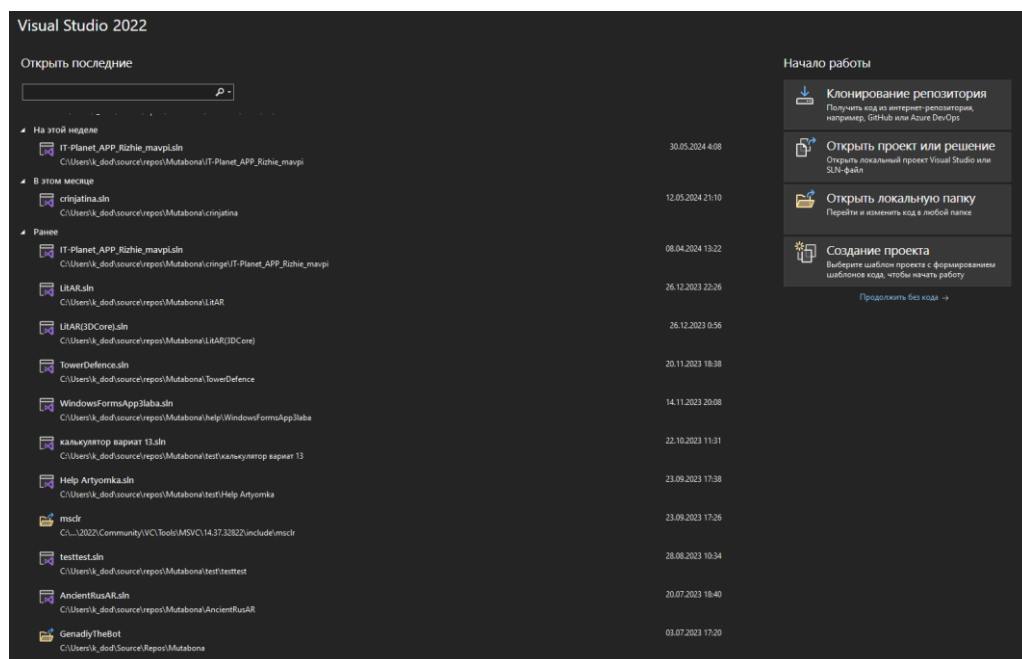 Visual Studio 2022
Открыть последние
На этой неделе
IT-Planet_APP_Rizhie_mavpi.sln
30.05.2024 4:08
C:\Users\k_dod\source\repos\Mutabona\IT-Planet_APP_Rizhie_mavpi
В этом месяце
crinjatina.sln
12.05.2024 21:10
C:\Users\k_dod\source\repos\Mutabona\crinjatina
Ранее
IT-Planet_APP_Rizhie_mavpi.sln
08.04.2024 13:22
C:\Users\k_dod\source\repos\Mutabona\cringe\IT-Planet_APP_Rizhie_mavpi
LitAR.sln
26.12.2023 22:26
C:\Users\k_dod\source\repos\Mutabona\LitAR
LitAR(3DCore).sln
26.12.2023 0:56
C:\Users\k_dod\source\repos\Mutabona\LitAR(3DCore)
TowerDefence.sln
20.11.2023 18:38
C:\Users\k_dod\source\repos\Mutabona\TowerDefence
WindowsFormsApp3laba.sln
14.11.2023 20:08
C:\Users\k_dod\source\repos\Mutabona\help\WindowsFormsApp3laba
калькулятор вариат 13.sln
22.10.2023 11:31
C:\Users\k_dod\source\repos\Mutabona\test\калькулятор вариат 13
Help Artyomka.sln
23.09.2023 17:38
C:\Users\k_dod\source\repos\Mutabona\test\Help Artyomka
msclr
23.09.2023 17:26
C:\...\2022\Community\VC\Tools\MSVC\14.37.32822\include\msclr
testtest.sln
28.08.2023 10:34
C:\Users\k_dod\source\repos\Mutabona\test\testtest
AncientRusAR.sln
20.07.2023 18:40
C:\Users\k_dod\source\repos\Mutabona\AncientRusAR
GenadiyTheBot
03.07.2023 17:20
C:\Users\k_dod\Source\Repos\Mutabona
Начало работы
Клонирование репозитория
Получить код из интернет-репозитория,
например, GitHub или Azure DevOps
Открыть проект или решение
Открыть локальный проект Visual Studio или
SLN-файл
Открыть локальную папку
Перейти и изменить код в любой папке
Создание проекта
Выберите шаблон проекта с формированием
шаблонов кода, чтобы начать работу
Продолжить без кода →